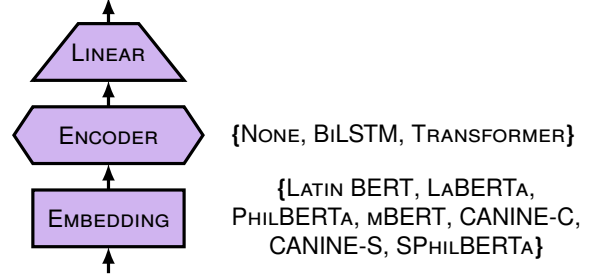 LINEAR
ENCODER
{NONE, BILSTM, TRANSFORMER}
{LATIN BERT, LABERTA,
PHILBERTA, MBERT, CANINE-C,
EMBEDDING
CANINE-S, SPHILBERTA}